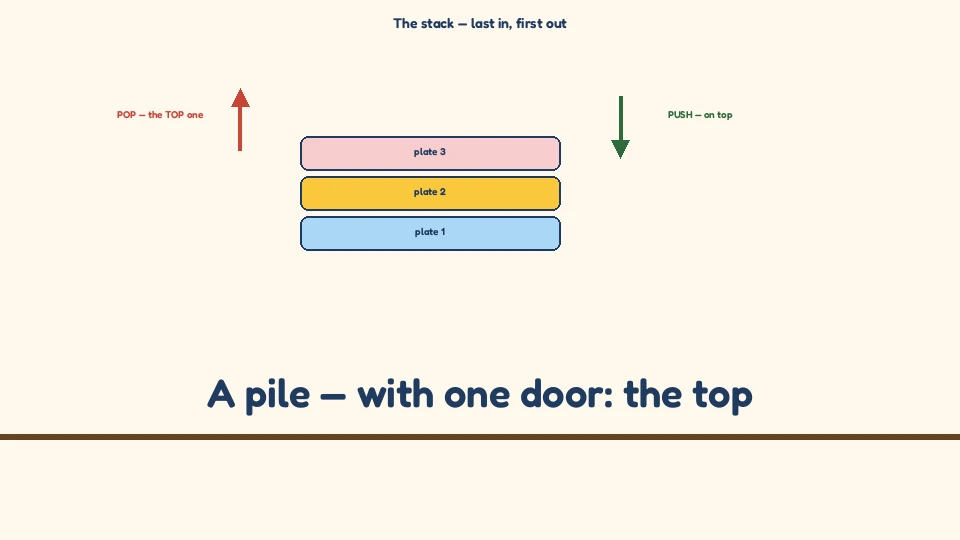 The stack – last in, first out
POP – the TOP one
PUSH – on top
plate 3
plate 2
plate 1
A pile – with one door: the top